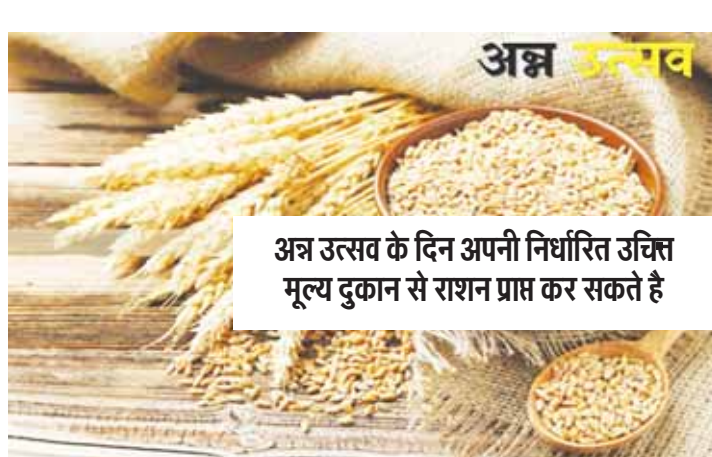 अन्न उत्सव
अन्न उत्सव के दिन अपनी निर्धारित उचित
मूल्य दुकान से राशन प्राप्त कर सकते है